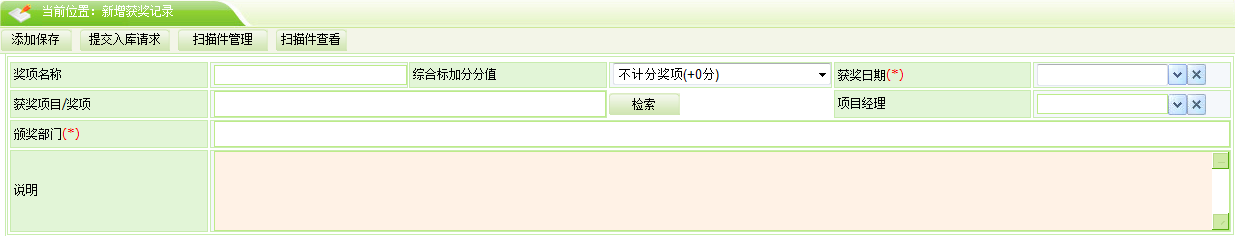 当前位置：新增获奖记录
添加保存 提交入库请求 扫描件管理 扫描件查看
奖项名称 综合标加分分值 不计分奖项(+0分) 获奖日期(*)
获奖项目/奖项 检索 项目经理
颁奖部门(*)
说明